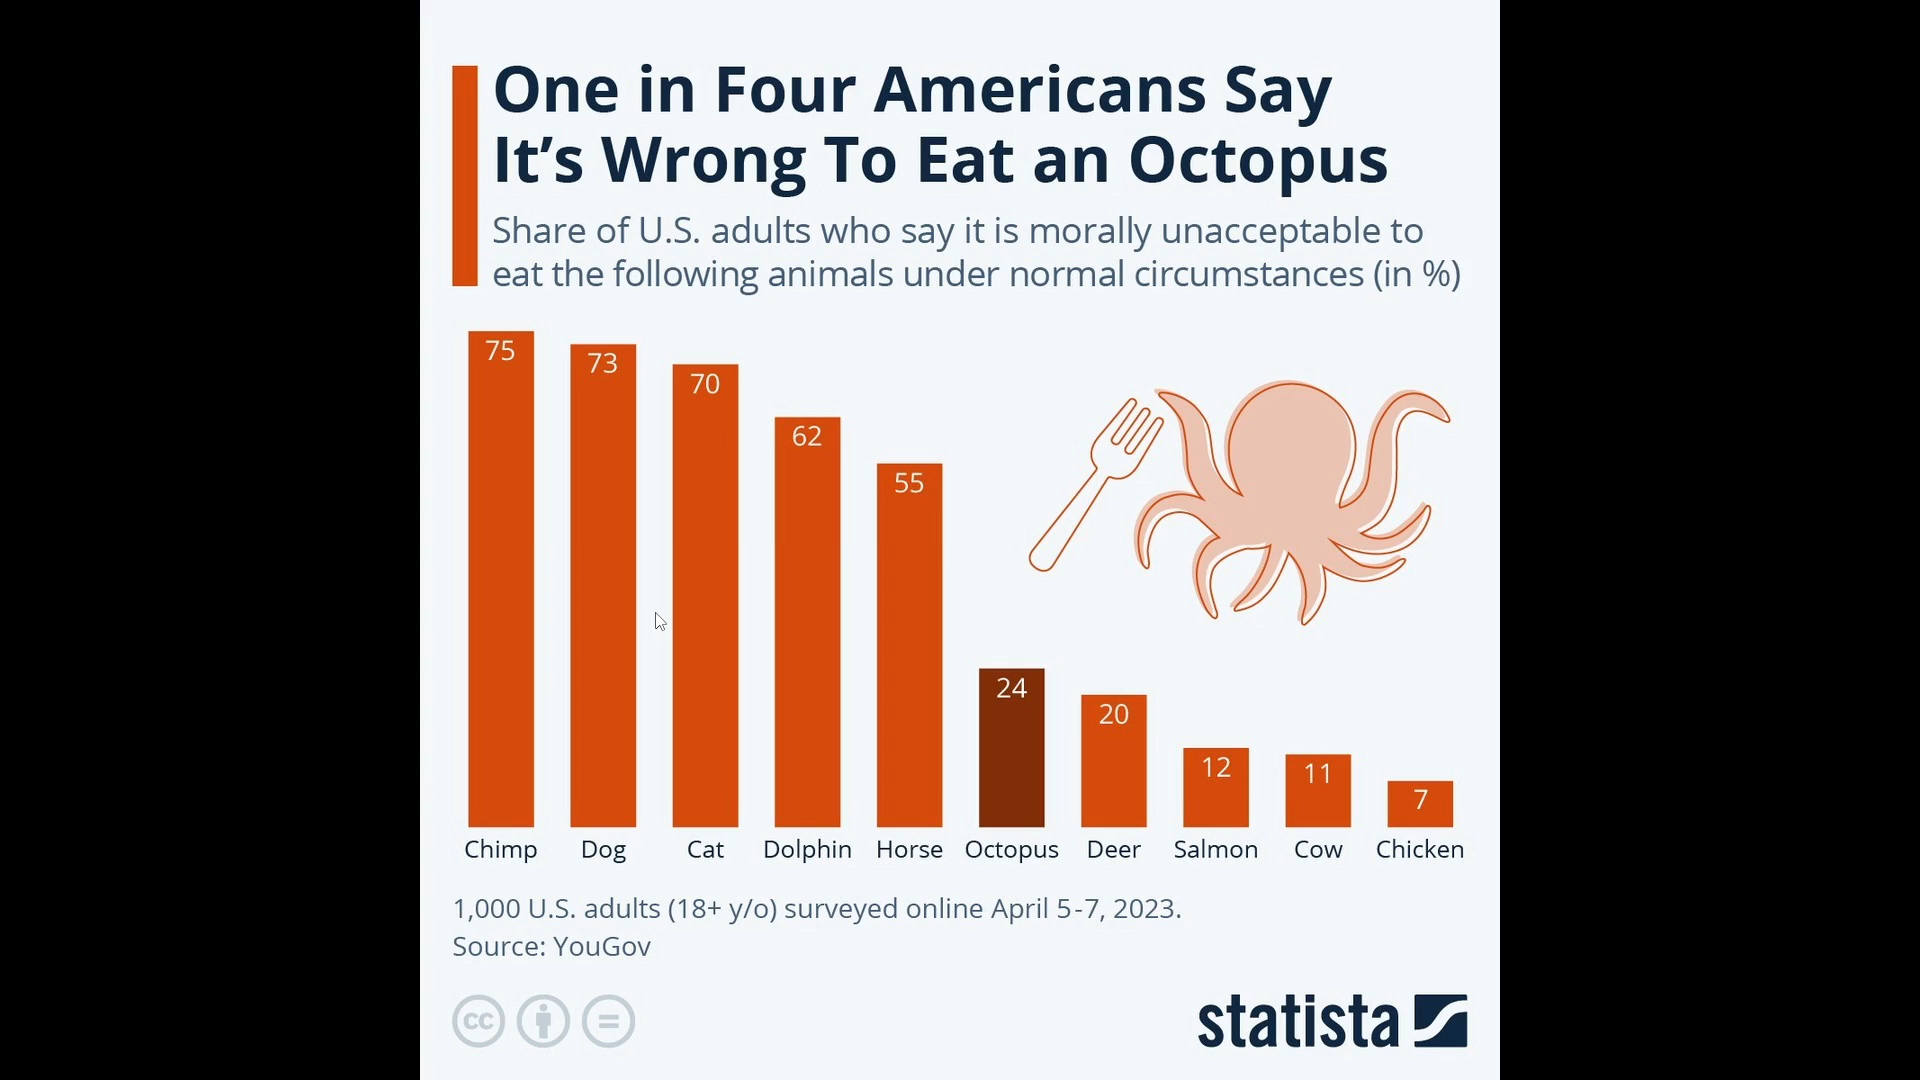 One in Four Americans Say
It’s Wrong To Eat an Octopus
Share of U.S. adults who say it is morally unacceptable to
eat the following animals under normal circumstances (in %)
75
73
70
62
55
24
20
12
11
7
Chimp Dog Cat Dolphin Horse Octopus Deer Salmon Cow Chicken
1,000 U.S. adults (18+ y/o) surveyed online April 5-7, 2023.
Source: YouGov
cc
statista